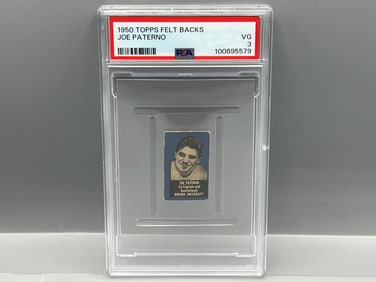 1950 TOPPS FELT BACKS
JOE PATERNO
VG
3
PSA
100695579
JOE PATERNO
Co-Captain and
Quarterback
BROWN UNIVERSITY